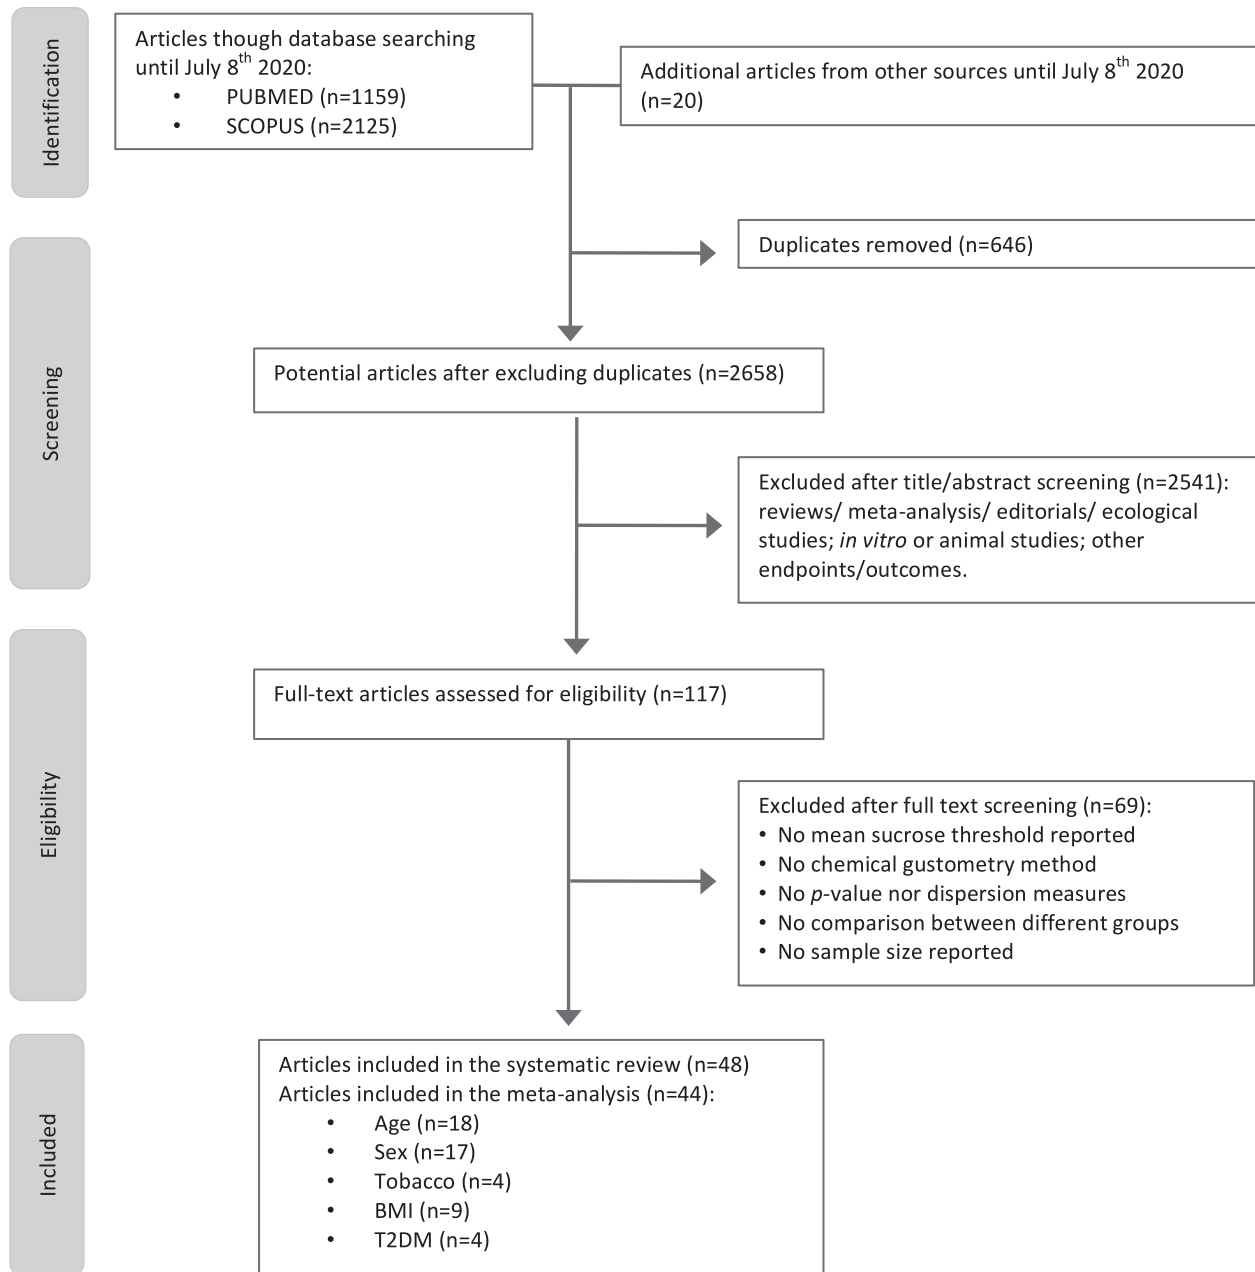 Identification
Articles though database searching
until July 8th 2020:
• PUBMED (n=1159)
• SCOPUS (n=2125)
Additional articles from other sources until July 8th 2020
(n=20)
Screening
Duplicates removed (n=646)
Potential articles after excluding duplicates (n=2658)
Excluded after title/abstract screening (n=2541):
reviews/ meta-analysis/ editorials/ ecological
studies; in vitro or animal studies; other
endpoints/outcomes.
Eligibility
Full-text articles assessed for eligibility (n=117)
Excluded after full text screening (n=69):
• No mean sucrose threshold reported
• No chemical gustometry method
• No p-value nor dispersion measures
• No comparison between different groups
• No sample size reported
Included
Articles included in the systematic review (n=48)
Articles included in the meta-analysis (n=44):
• Age (n=18)
• Sex (n=17)
• Tobacco (n=4)
• BMI (n=9)
• T2DM (n=4)